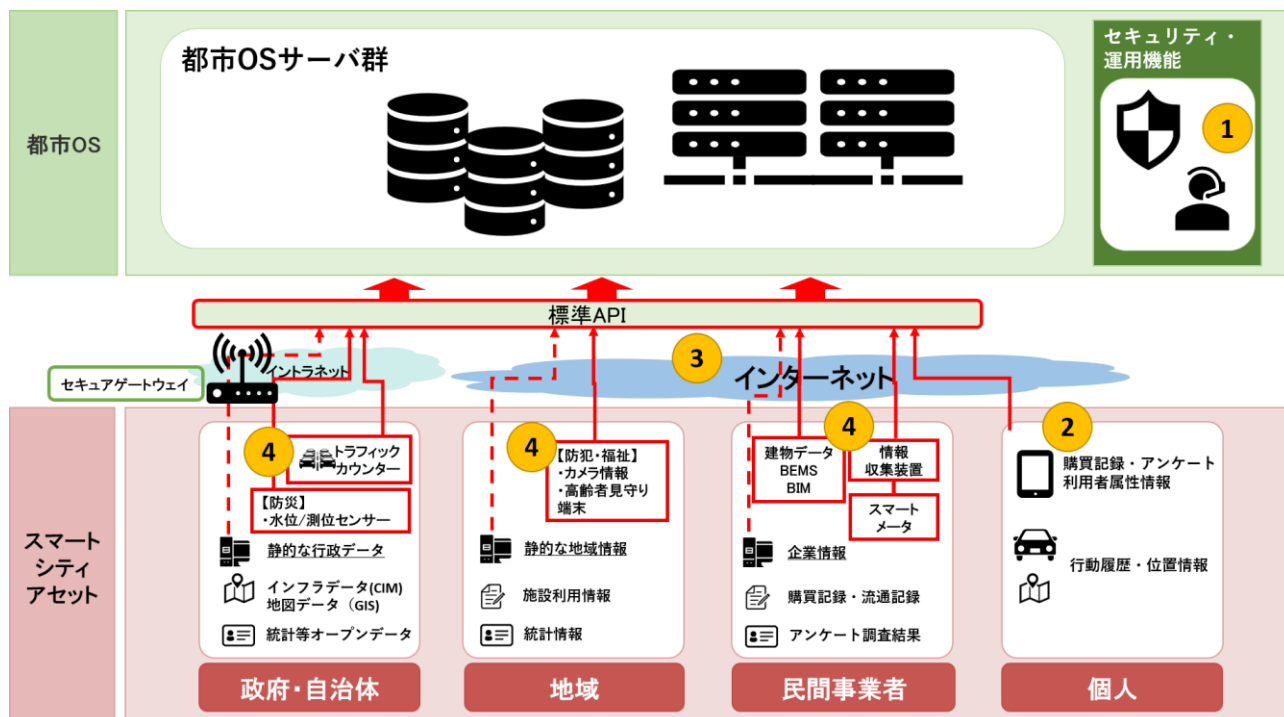 都市OS
都市OSサーバ群
セキュリティ・
運用機能
1
標準API
セキュアゲートウェイ
イントラネット
3
インターネット
スマート
シティ
アセット
4
トラフィック
カウンター
【防災】
・水位/測位センサー
静的な行政データ
インフラデータ(CIM)
地図データ（GIS）
統計等オープンデータ
政府・自治体
4
【防犯・福祉】
・カメラ情報
・高齢者見守り
端末
静的な地域情報
施設利用情報
統計情報
地域
4
建物データ
BEMS
BIM
情報
収集装置
スマート
メータ
企業情報
購買記録・流通記録
アンケート調査結果
民間事業者
2
購買記録・アンケート
利用者属性情報
行動履歴・位置情報
個人